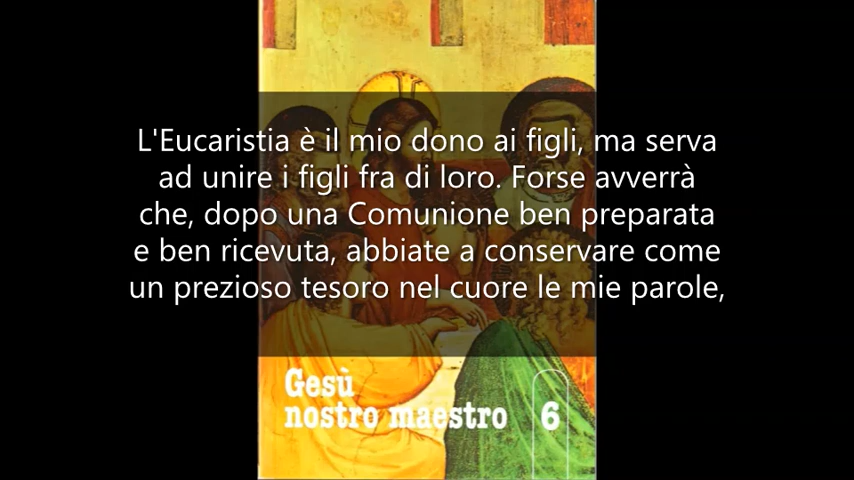 L'Eucaristia è il mio dono ai figli, ma serva
ad unire i figli fra di loro. Forse avverrà
che, dopo una Comunione ben preparata
e ben ricevuta, abbiate a conservare come
un prezioso tesoro nel cuore le mie parole,
Gesù
nostro maestro 6